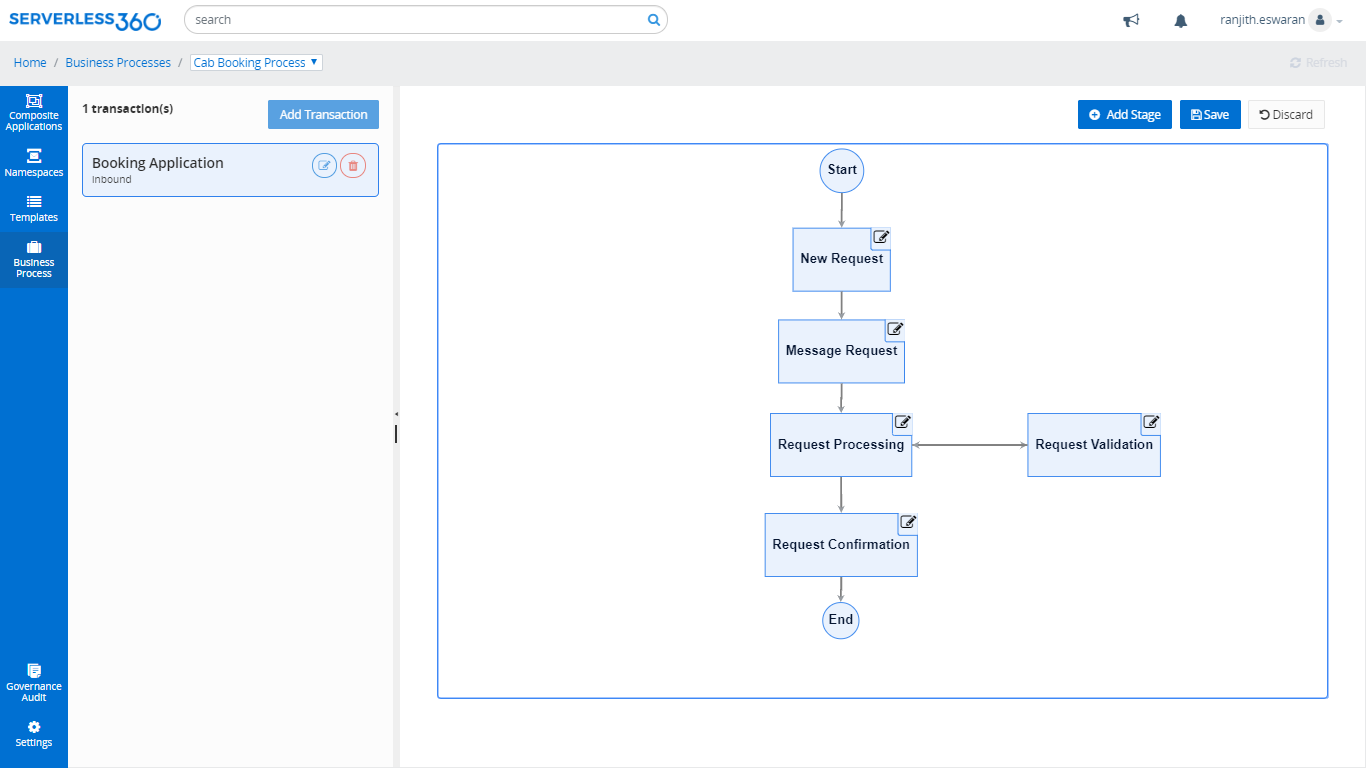 SERVERLESS360
search
ranjith.eswaran
Home / Business Processes / Cab Booking Process
Refresh
Composite
Applications
Namespaces
Templates
Business
Process
Governance
Audit
Settings
1 transaction(s)
Add Transaction
Booking Application
Inbound
Add Stage
Save
Discard
Start
New Request
Message Request
Request Processing
Request Validation
Request Confirmation
End